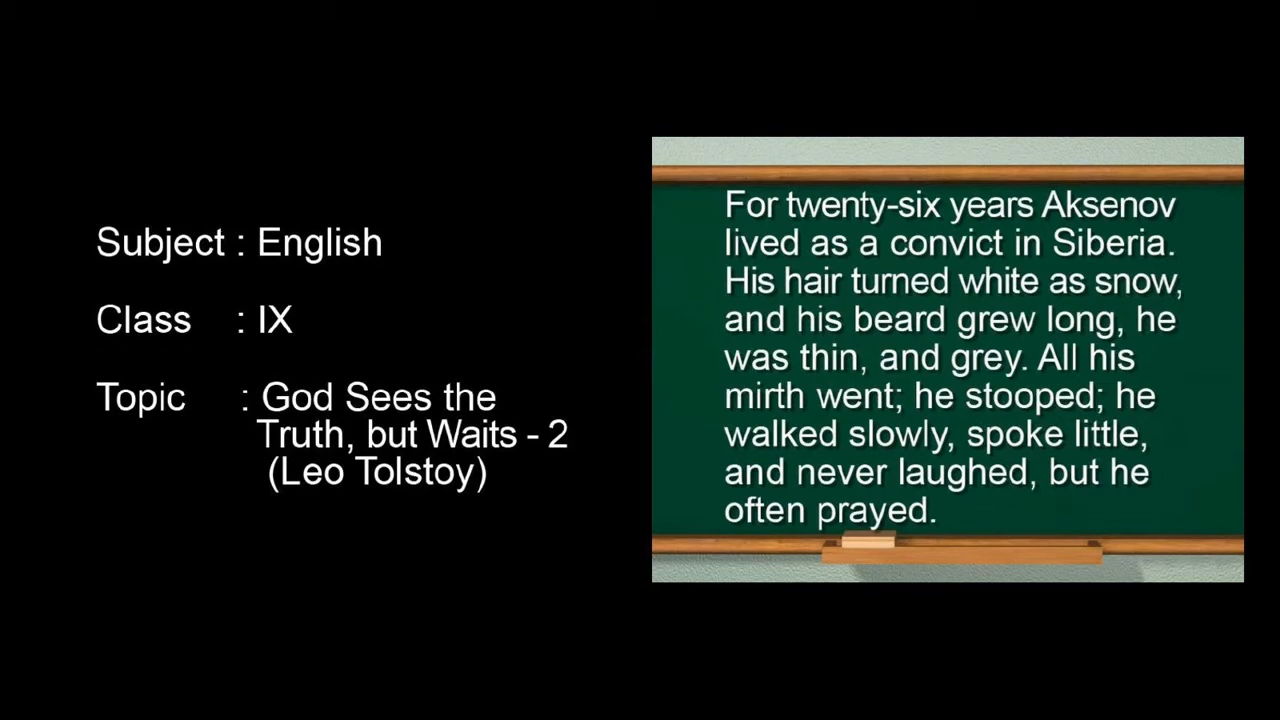 Subject : English
Class : IX
Topic : God Sees the
Truth, but Waits - 2
(Leo Tolstoy)
For twenty-six years Aksenov
lived as a convict in Siberia.
His hair turned white as snow,
and his beard grew long, he
was thin, and grey. All his
mirth went; he stooped; he
walked slowly, spoke little,
and never laughed, but he
often prayed.